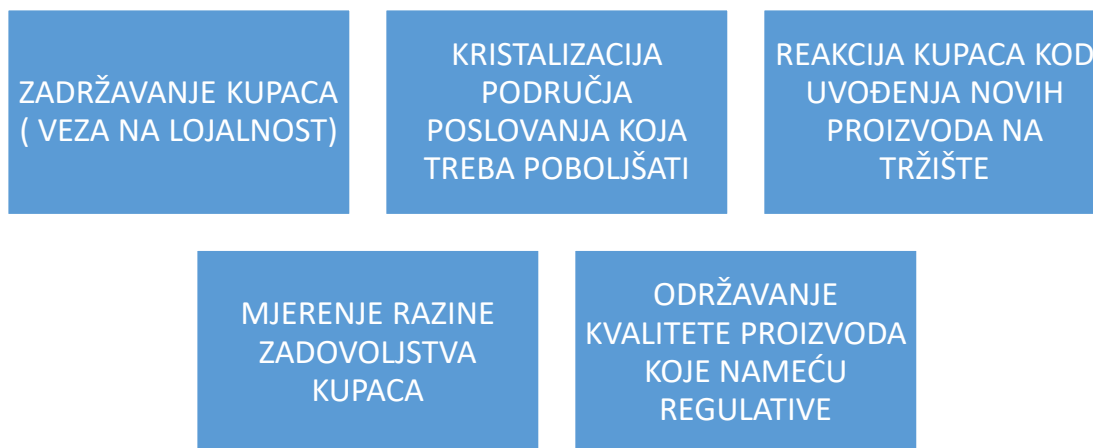 ZADRŽAVANJE KUPACA
( VEZA NA LOJALNOST)
KRISTALIZACIJA
PODRUČJA
POSLOVANJA KOJA
TREBA POBOLJŠATI
REAKCIJA KUPACA KOD
UVOĐENJA NOVIH
PROIZVODA NA
TRŽIŠTE
MJERENJE RAZINE
ZADOVOLJSTVA
KUPACA
ODRŽAVANJE
KVALITETE PROIZVODA
KOJE NAMEĆU
REGULATIVE